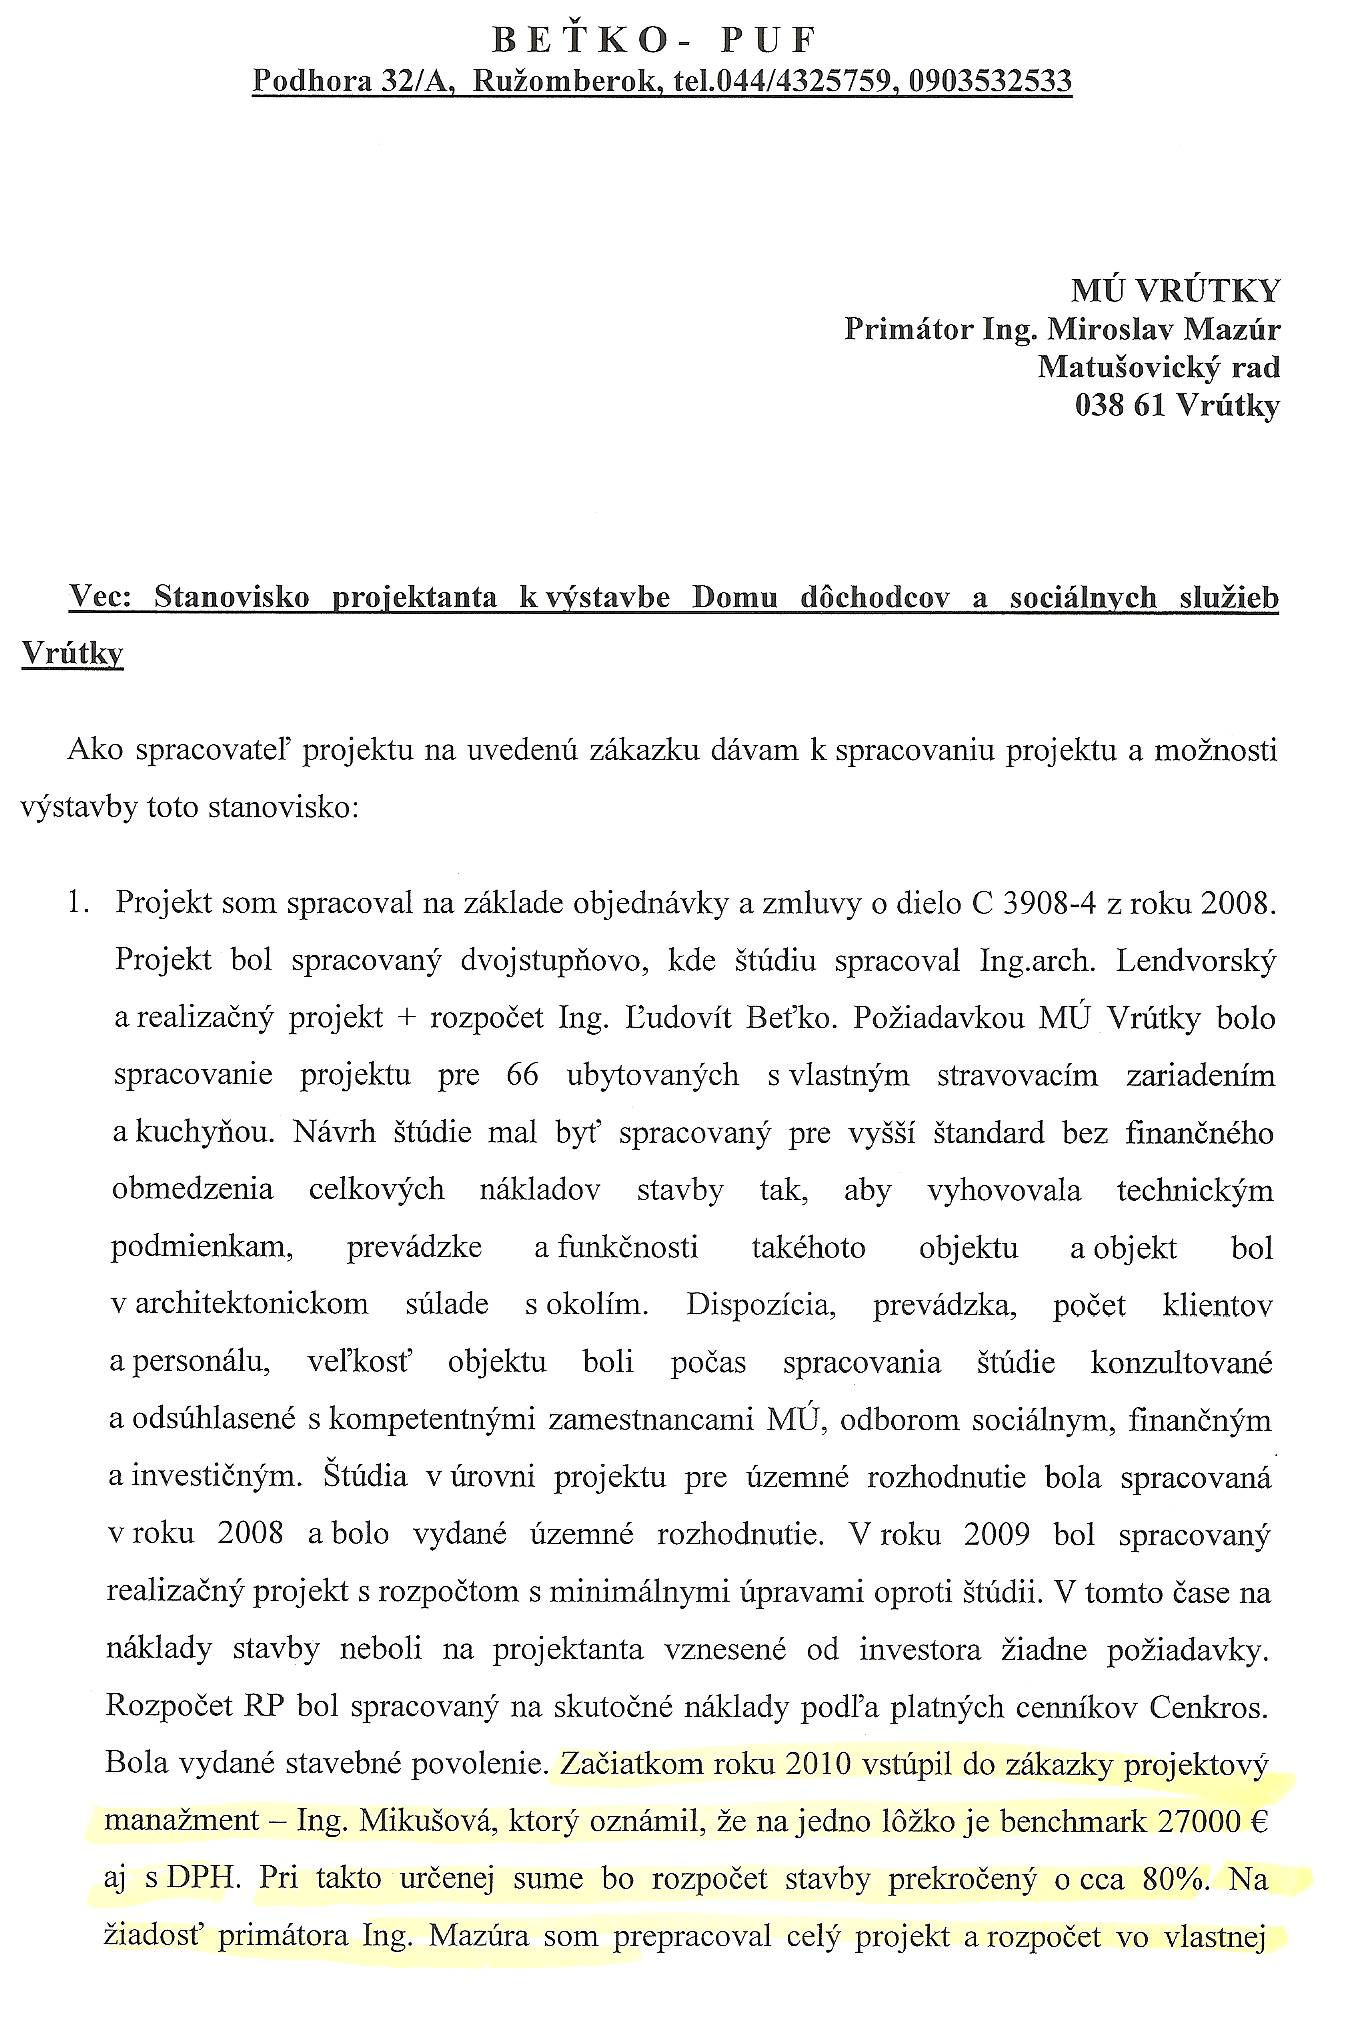 BEŤKO- PUF
Podhora 32/A, Ružomberok, tel.044/4325759, 0903532533
MÚ VRÚTKY
Primátor Ing. Miroslav Mazúr
Matušovický rad
038 61 Vrútky
Vec: Stanovisko projektanta k výstavbe Domu dôchodcov a sociálnych služieb
Vrútky
Ako spracovateľ projektu na uvedenú zákazku dávam k spracovaniu projektu a možnosti
výstavby toto stanovisko:
1. Projekt som spracoval na základe objednávky a zmluvy o dielo C 3908-4 z roku 2008.
Projekt bol spracovaný dvojstupňovo, kde štúdiu spracoval Ing.arch. Lendvorský
a realizačný projekt + rozpočet Ing. Ľudovít Beťko. Požiadavkou MÚ Vrútky bolo
spracovanie projektu pre 66 ubytovaných s vlastným stravovacím zariadením
a kuchyňou. Návrh štúdie mal byť spracovaný pre vyšší štandard bez finančného
obmedzenia celkových nákladov stavby tak, aby vyhovovala technickým
podmienkam, prevádzke a funkčnosti takéhoto objektu a objekt bol
v architektonickom súlade s okolím. Dispozícia, prevádzka, počet klientov
a personálu, veľkosť objektu boli počas spracovania štúdie konzultované
a odsúhlasené s kompetentnými zamestnancami MÚ, odborom sociálnym, finančným
a investičným. Štúdia v úrovni projektu pre územné rozhodnutie bola spracovaná
v roku 2008 a bolo vydané územné rozhodnutie. V roku 2009 bol spracovaný
realizačný projekt s rozpočtom s minimálnymi úpravami oproti štúdii. V tomto čase na
náklady stavby neboli na projektanta vznesené od investora žiadne požiadavky.
Rozpočet RP bol spracovaný na skutočné náklady podľa platných cenníkov Cenkros.
Bola vydané stavebné povolenie. Začiatkom roku 2010 vstúpil do zákazky projektový
manažment – Ing. Mikušová, ktorý oznámil, že na jedno lôžko je benchmark 27000 €
aj s DPH. Pri takto určenej sume bo rozpočet stavby prekročený o cca 80%. Na
žiadosť primátora Ing. Mazúra som prepracoval celý projekt a rozpočet vo vlastnej